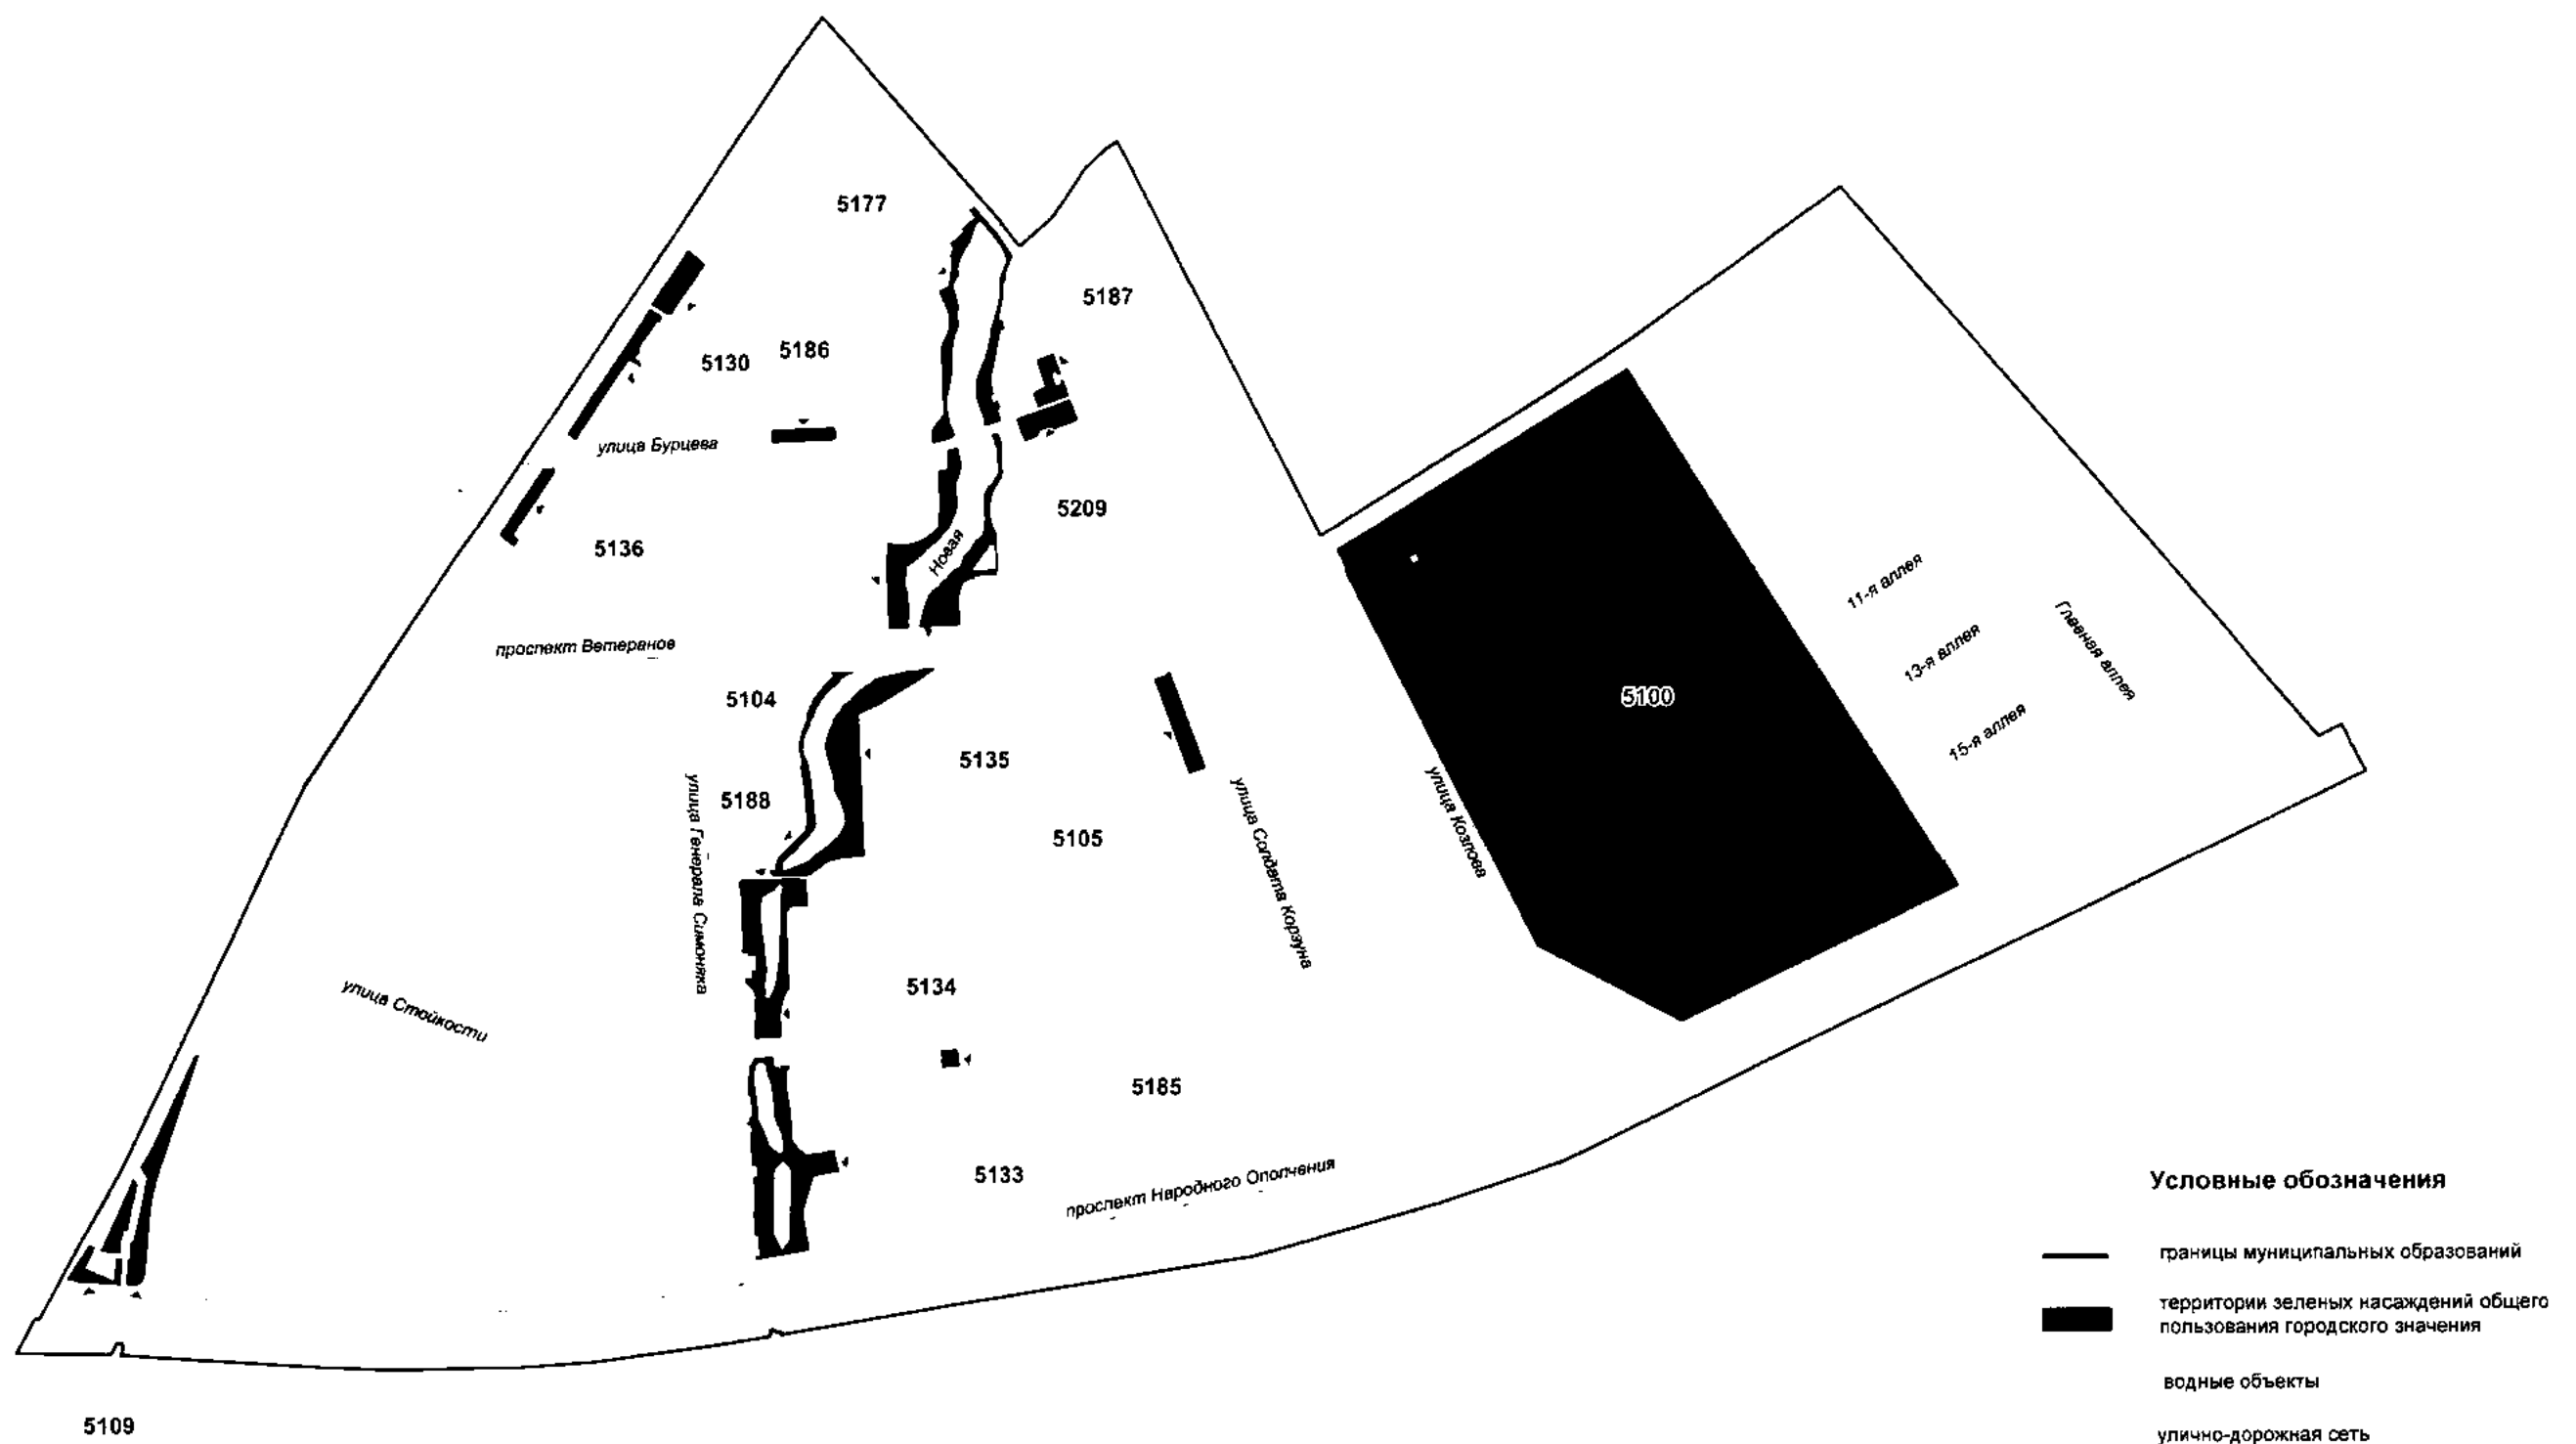 5177
5187
5186
5130
улица Бурцева
5209
5136
Новая
11-я аллея
13-я аллея
Главная аллея
проспект Ветеранов
5104
5100
15-я аллея
5135
5188
улица Генерала Симоняка
5105
улица Солдата Корзуна
улица Козлова
5134
улица Стойкости
5185
5133
проспект Народного Ополчения
Условные обозначения
границы муниципальных образований
территории зеленых насаждений общего
пользования городского значения
водные объекты
5109
улично-дорожная сеть